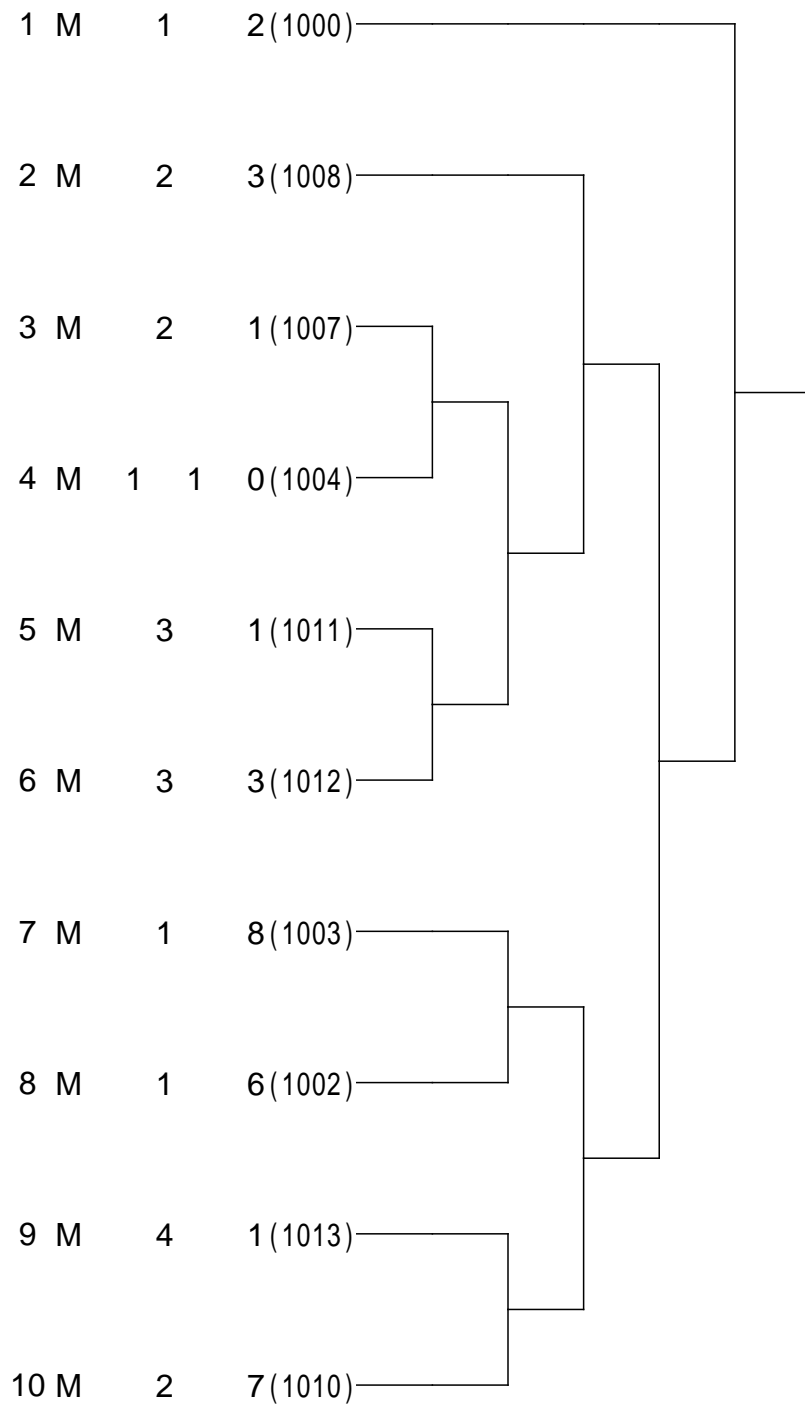 1 M 1 2(1000)
2 M 2 3(1008)
3 M 2 1(1007)
4 M 1 1 0(1004)
5 M 3 1(1011)
6 M 3 3(1012)
7 M 1 8(1003)
8 M 1 6(1002)
9 M 4 1(1013)
10 M 2 7(1010)